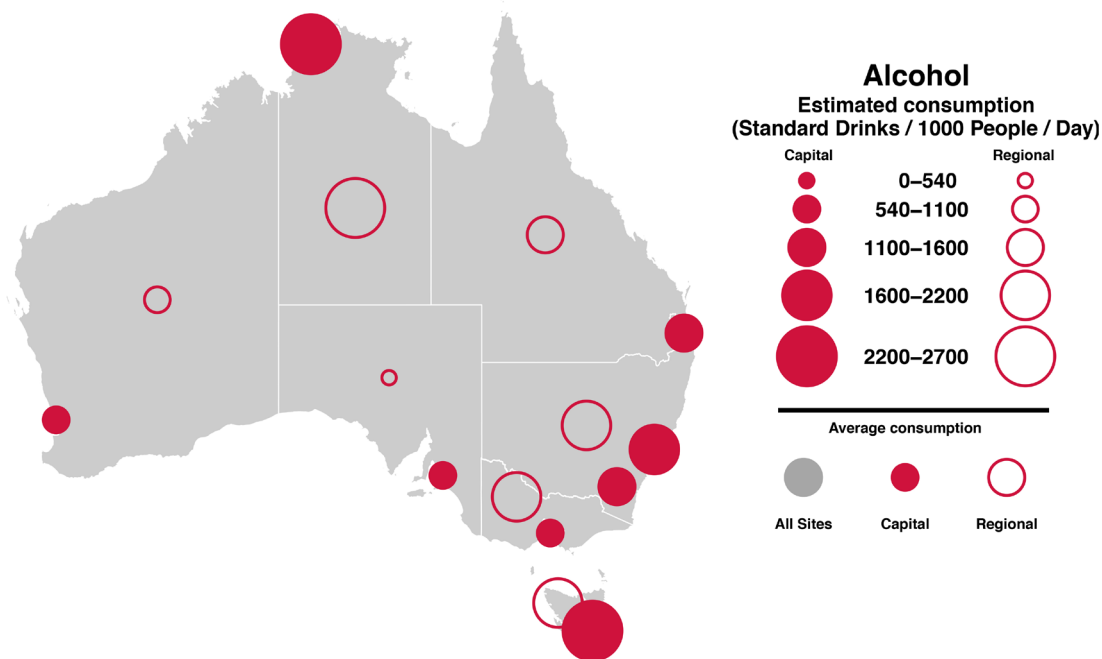 Alcohol
Estimated consumption
(Standard Drinks / 1000 People / Day)
Capital Regional
0–540
540–1100
1100–1600
1600–2200
2200–2700
Average consumption
All Sites Capital Regional